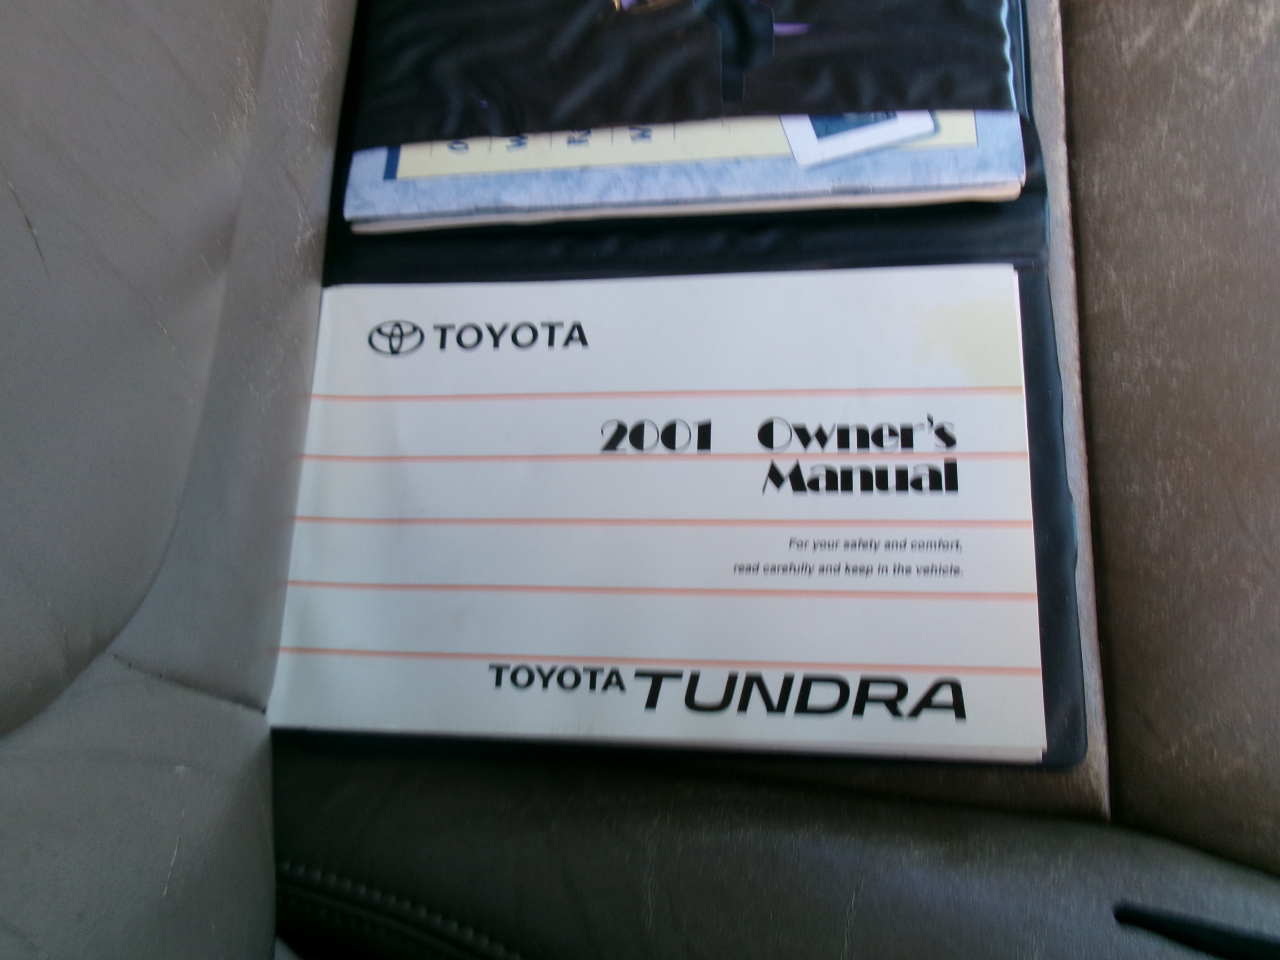 TOYOTA
2001 Owner's
Manual
For your safety and comfort,
read carefully and keep in the vehicle.
TOYOTA TUNDRA